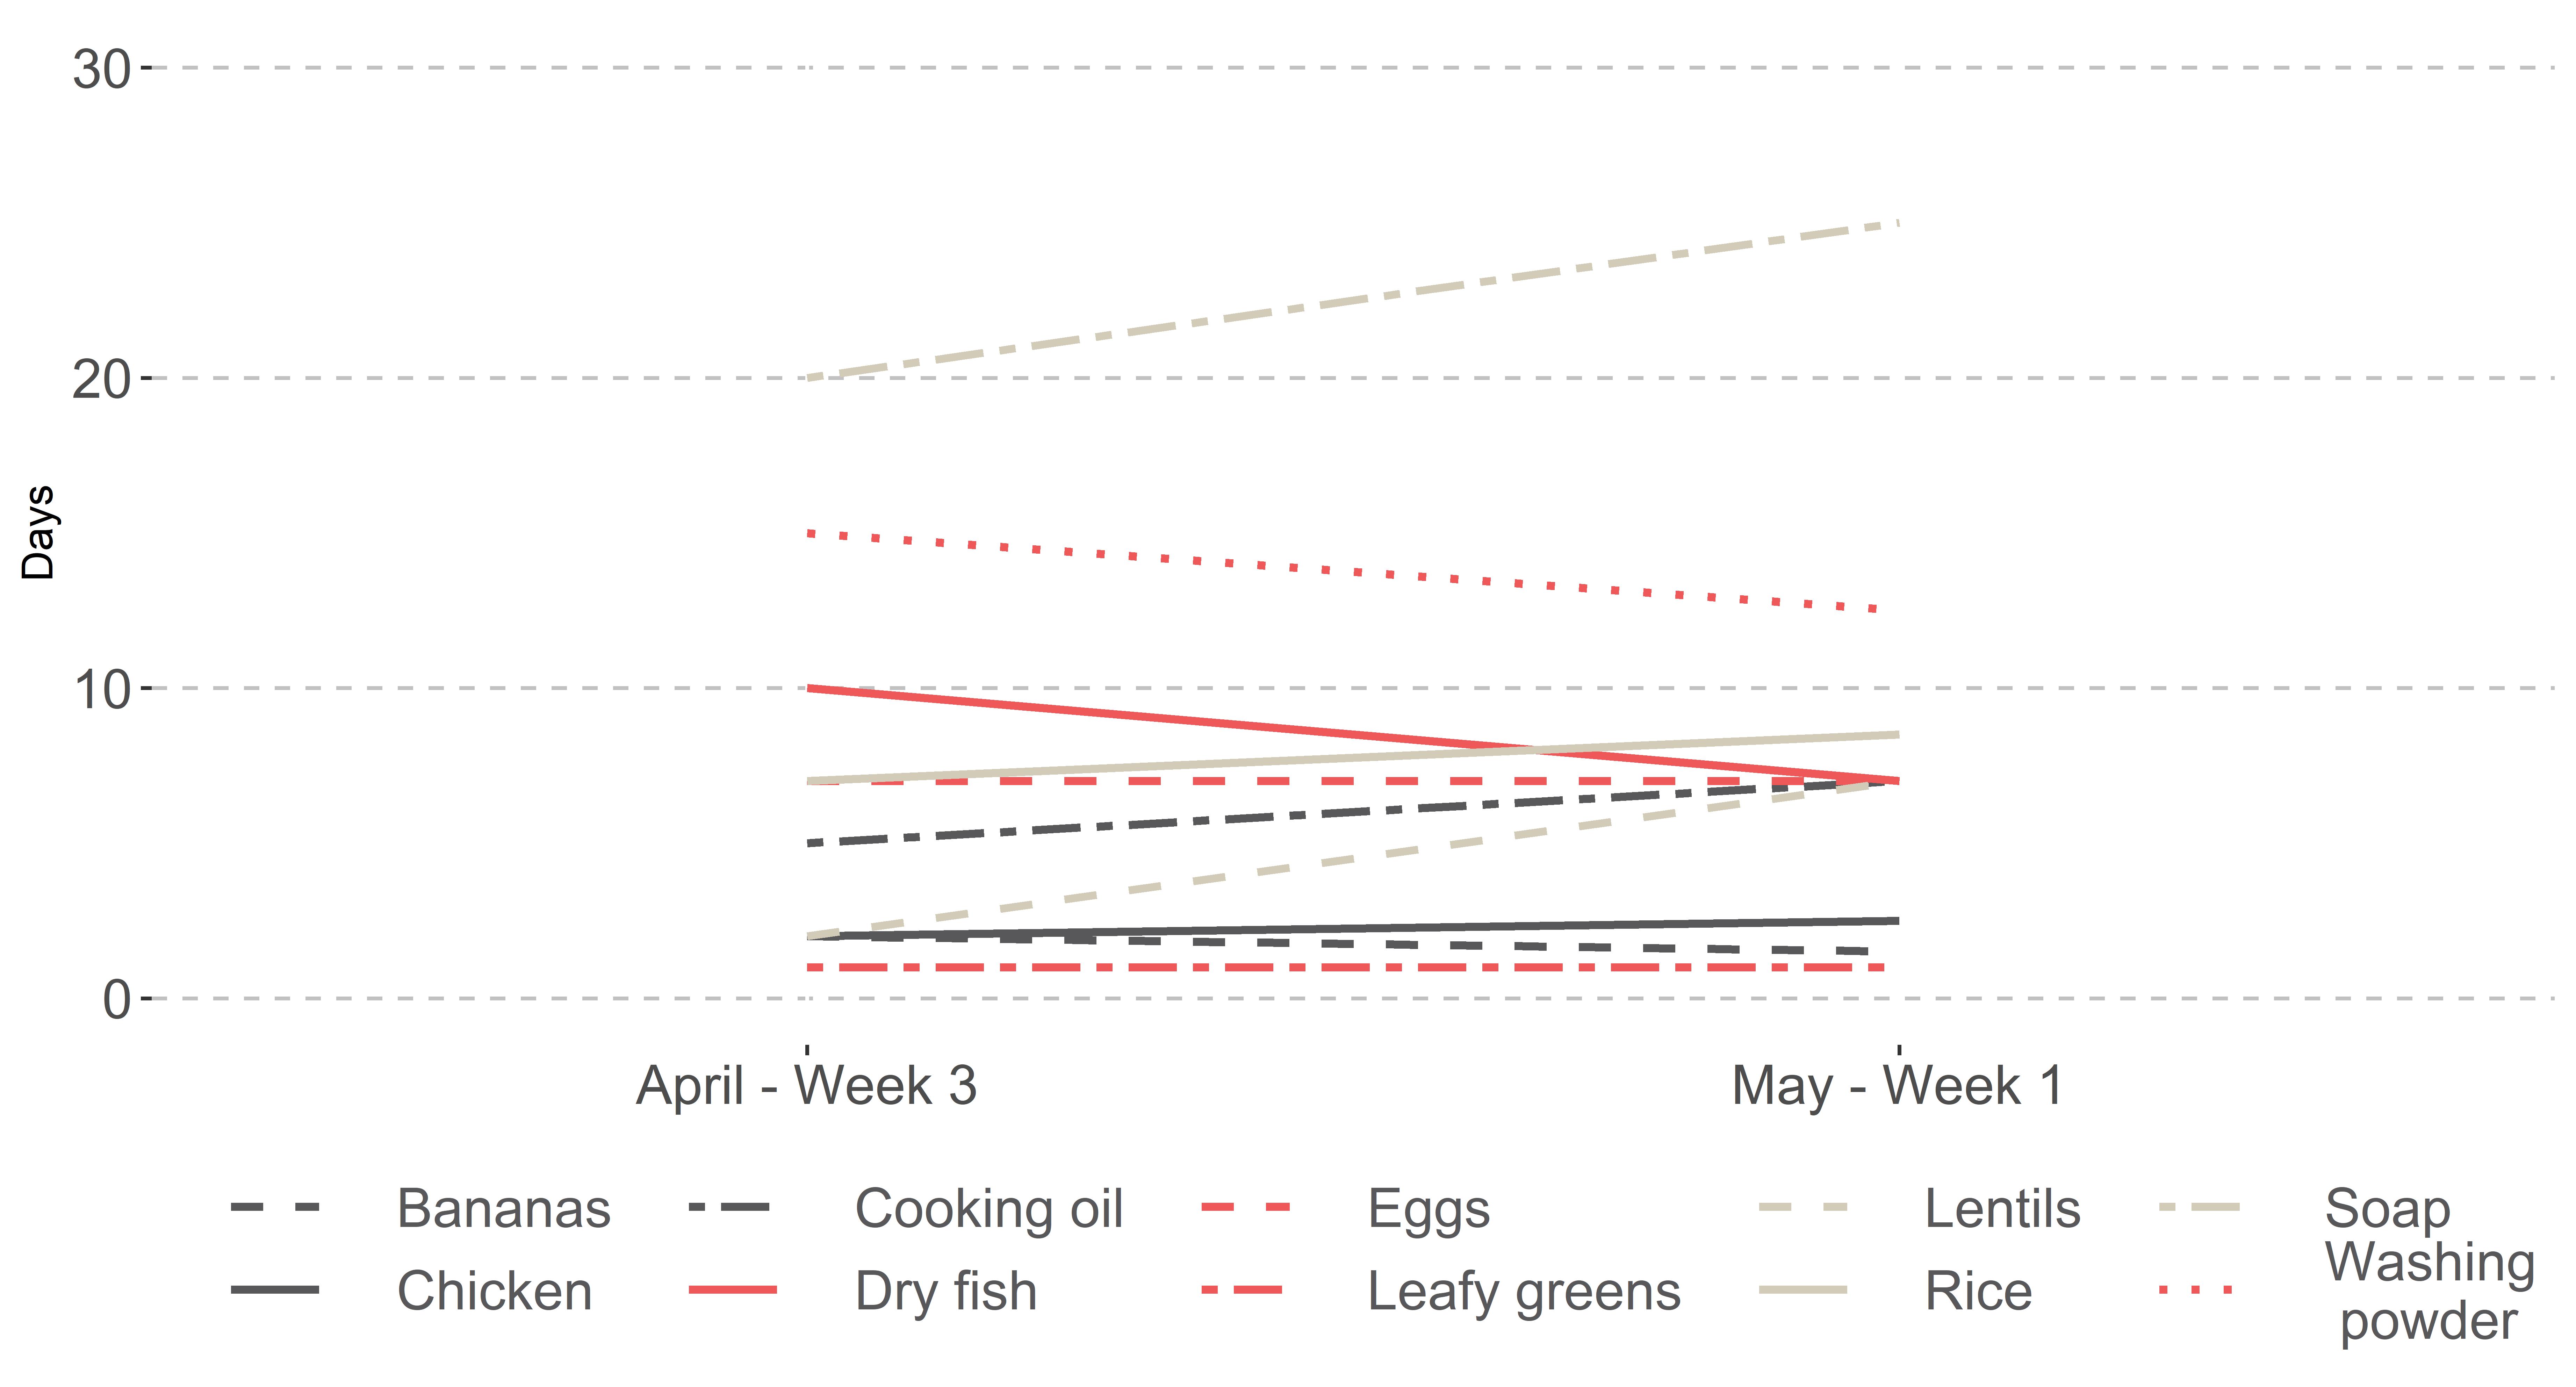 30
20
10
0
Days
April - Week 3
May - Week 1
Bananas
Cooking oil
Eggs
Lentils
Soap
Chicken
Dry fish
Leafy greens
Rice
Washing
powder